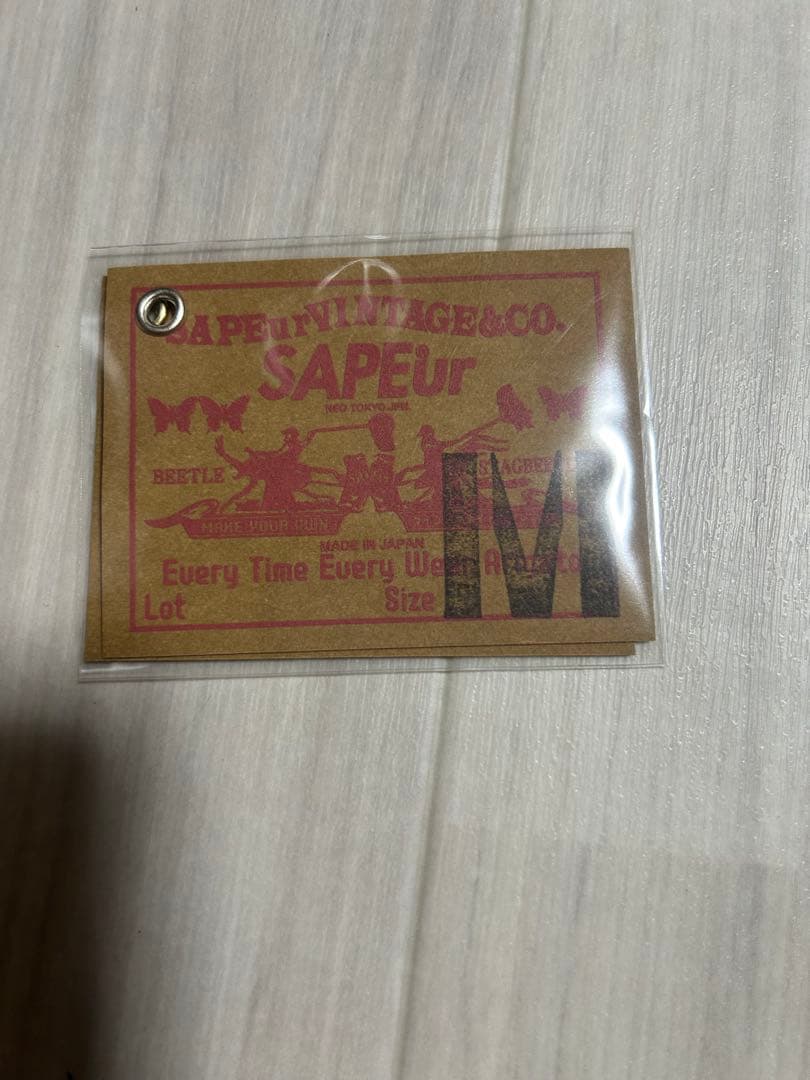 SAPEurVINTAGE&CO.
SAPEur
NEO TOKYO.JPN.
BEETLE
STAGBEETLE
MAKE YOUR OWN
MADE IN JAPAN
Every Time Every Wear
Lot Size M